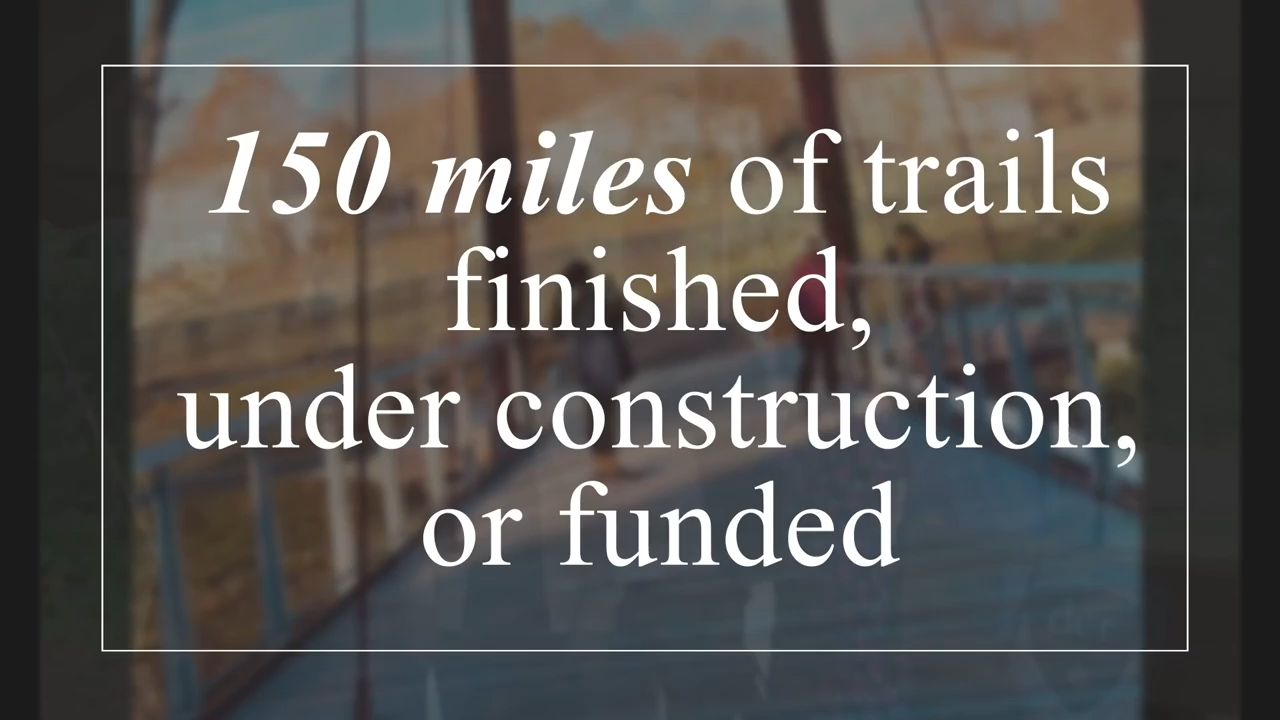 150 miles of trails
finished,
under construction,
or funded